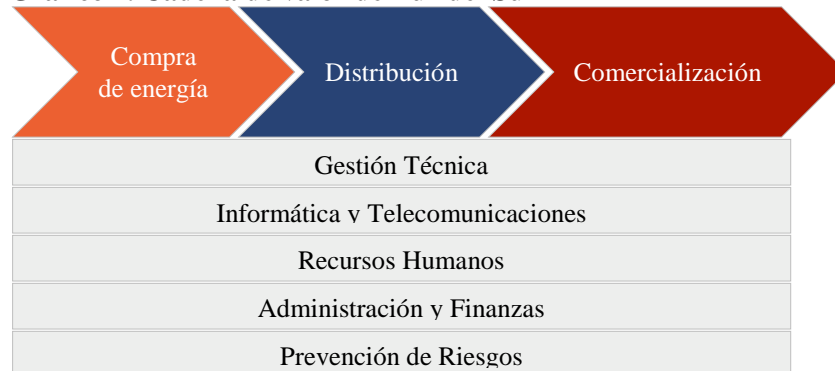 Compra
de energía
Distribución
Comercialización
Gestión Técnica
Informática y Telecomunicaciones
Recursos Humanos
Administración y Finanzas
Prevención de Riesgos